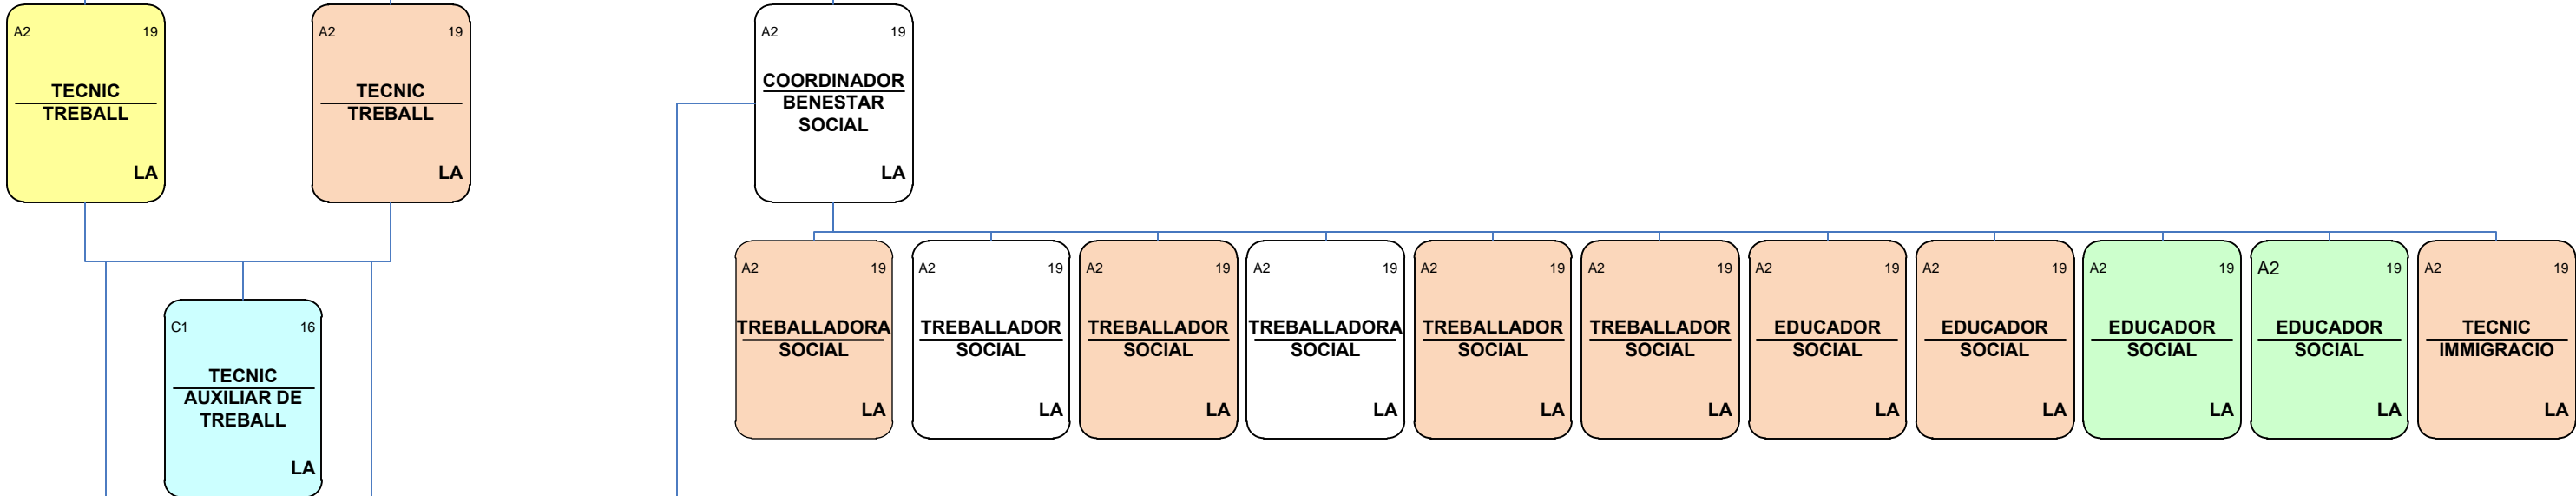 A2 19
TECNIC
TREBALL
LA
A2 19
TECNIC
TREBALL
LA
A2 19
COORDINADOR
BENESTAR
SOCIAL
LA
C1 16
TECNIC
AUXILIAR DE
TREBALL
LA
A2 19
TREBALLADORA
SOCIAL
LA
A2 19
TREBALLADOR
SOCIAL
LA
A2 19
TREBALLADOR
SOCIAL
LA
A2 19
TREBALLADORA
SOCIAL
LA
A2 19
TREBALLADOR
SOCIAL
LA
A2 19
TREBALLADOR
SOCIAL
LA
A2 19
EDUCADOR
SOCIAL
LA
A2 19
EDUCADOR
SOCIAL
LA
A2 19
EDUCADOR
SOCIAL
LA
A2 19
EDUCADOR
SOCIAL
LA
A2 19
TECNIC
IMMIGRACIO
LA